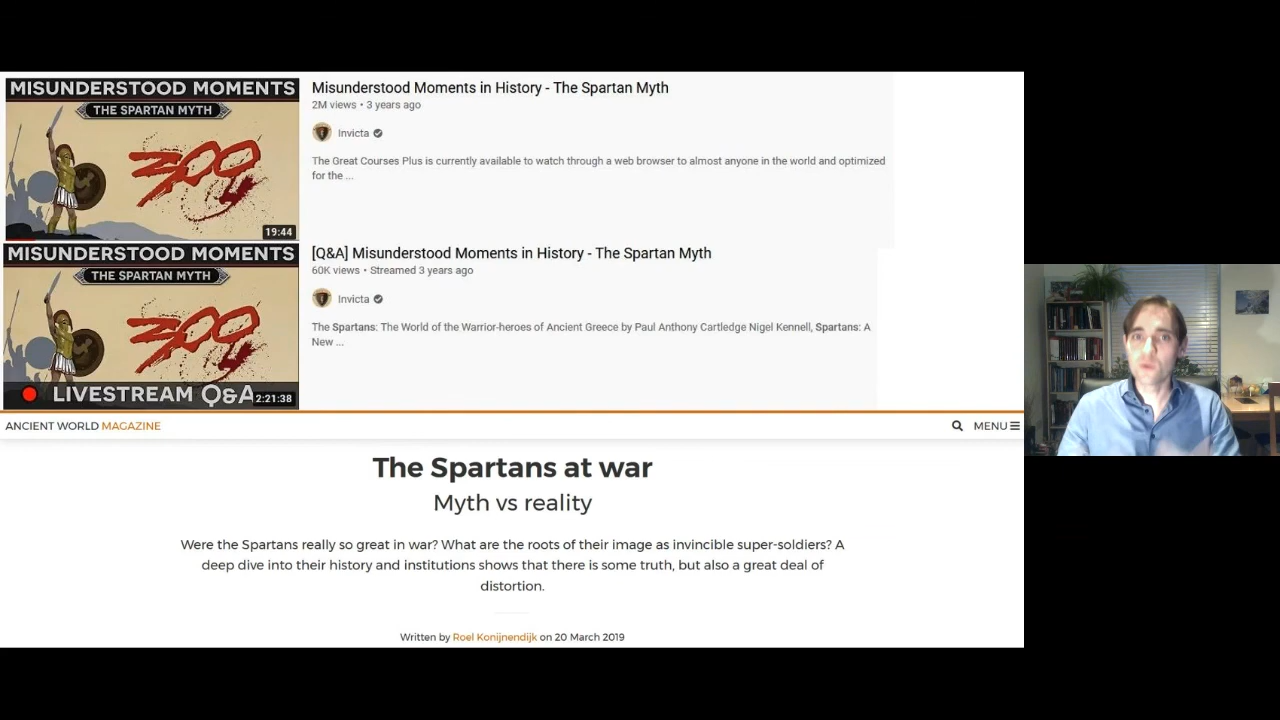 MISUNDERSTOOD MOMENTS
THE SPARTAN MYTH
300
19:44
Misunderstood Moments in History - The Spartan Myth
2M views • 3 years ago
Invicta
The Great Courses Plus is currently available to watch through a web browser to almost anyone in the world and optimized
for the ...
MISUNDERSTOOD MOMENTS
THE SPARTAN MYTH
300
LIVESTREAM Q&A
2:21:38
[Q&A] Misunderstood Moments in History - The Spartan Myth
60K views • Streamed 3 years ago
Invicta
The Spartans: The World of the Warrior-heroes of Ancient Greece by Paul Anthony Cartledge Nigel Kennell, Spartans: A
New ...
ANCIENT WORLD MAGAZINE
MENU
The Spartans at war
Myth vs reality
Were the Spartans really so great in war? What are the roots of their image as invincible super-soldiers? A
deep dive into their history and institutions shows that there is some truth, but also a great deal of
distortion.
Written by Roel Konijnendijk on 20 March 2019